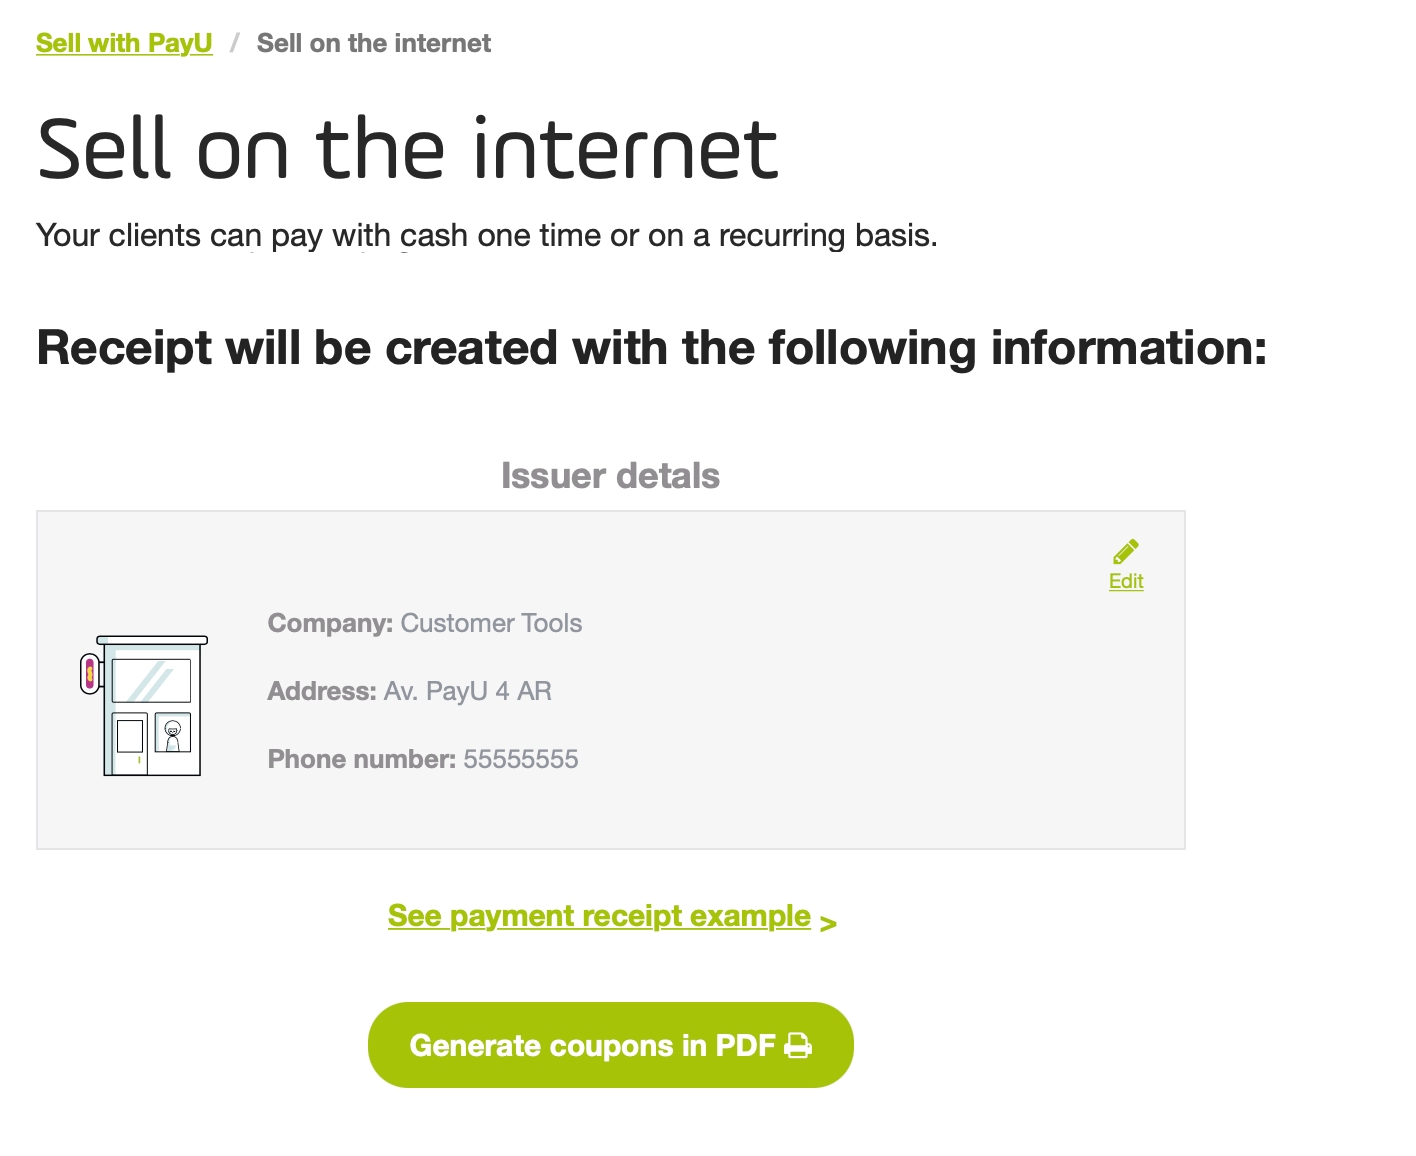 Sell with PayU / Sell on the internet
Sell on the internet
Your clients can pay with cash one time or on a recurring basis.
Receipt will be created with the following information:
Issuer detals
Edit
Company: Customer Tools
Address: Av. PayU 4 AR
Phone number: 55555555
See payment receipt example >
Generate coupons in PDF